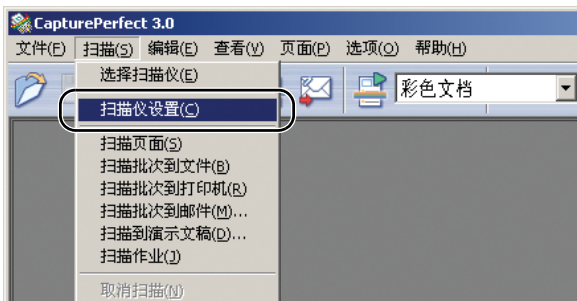 CapturePerfect 3.0
文件(F) 扫描(S) 编辑(E) 查看(V) 页面(P) 选项(O) 帮助(H)
选择扫描仪(E)
彩色文档
扫描仪设置(C)
扫描页面(S)
扫描批次到文件(B)
扫描批次到打印机(R)
扫描批次到邮件(M)...
扫描到演示文稿(D)...
扫描作业(J)
取消扫描(N)